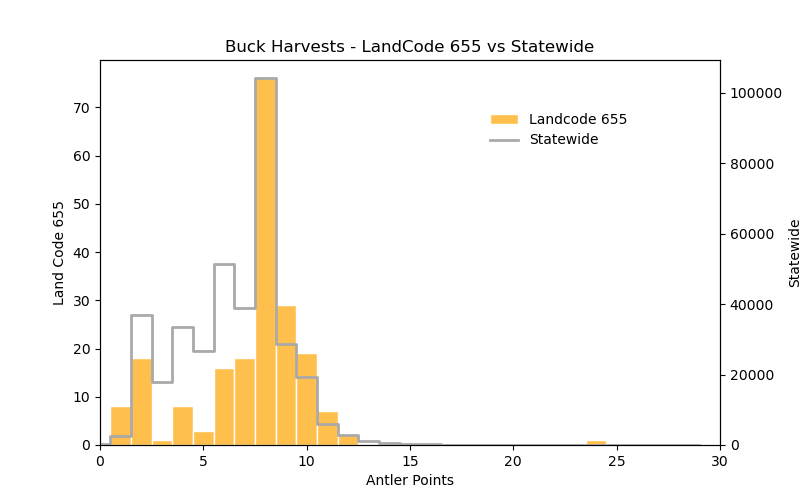 Buck Harvests - LandCode 655 vs Statewide
Land Code 655
70
60
50
40
30
20
10
0
Landcode 655
Statewide
100000
80000
60000
40000
20000
0
Statewide
0 5 10 15 20 25 30
Antler Points